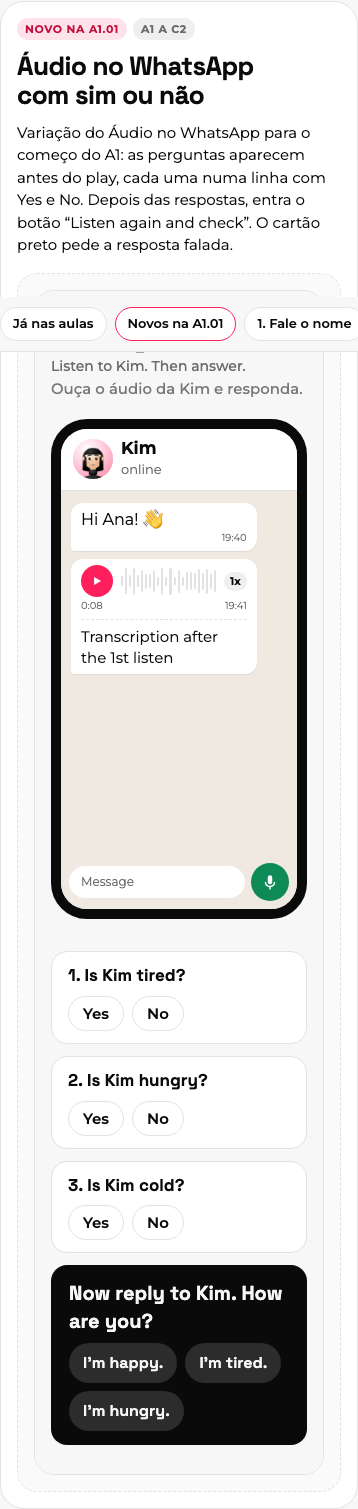 NOVO NA A1.01
A1 A C2
Áudio no WhatsApp
com sim ou não
Variação do Áudio no WhatsApp para o
começo do A1: as perguntas aparecem
antes do play, cada uma numa linha com
Yes e No. Depois das respostas, entra o
botão “Listen again and check”. O cartão
preto pede a resposta falada.
Já nas aulas
Novos na A1.01
1. Fale o nome
Listen to Kim. Then answer.
Ouça o áudio da Kim e responda.
Kim
online
Hi Ana! 👋
19:40
1x
0:08
19:41
Transcription after
the 1st listen
Message
1. Is Kim tired?
Yes
No
2. Is Kim hungry?
Yes
No
3. Is Kim cold?
Yes
No
Now reply to Kim. How
are you?
I’m happy.
I’m tired.
I’m hungry.